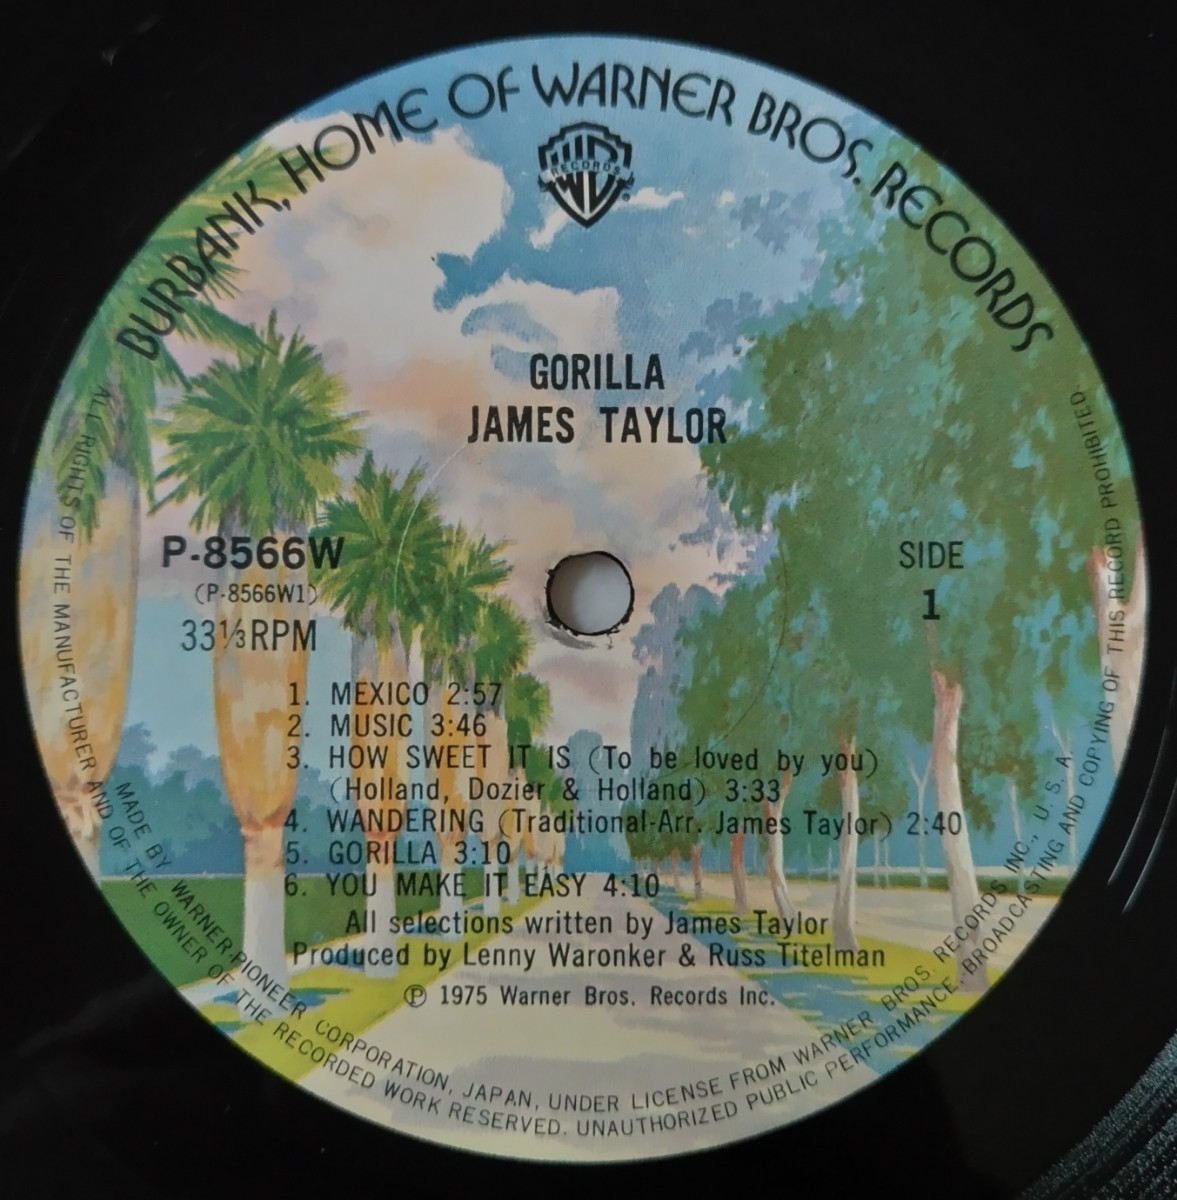 BURBANK, HOME OF WARNER BROS. RECORDS
WB RECORDS ®
GORILLA
JAMES TAYLOR
P-8566W
(P-8566W1)
33⅓RPM
SIDE
1
1. MEXICO 2:57
2. MUSIC 3:46
3. HOW SWEET IT IS (To be loved by you)
(Holland, Dozier & Holland) 3:33
4. WANDERING (Traditional-Arr. James Taylor) 2:40
5. GORILLA 3:10
6. YOU MAKE IT EASY 4:10
All selections written by James Taylor
Produced by Lenny Waronker & Russ Titelman
℗ 1975 Warner Bros. Records Inc.
MADE BY WARNER-PIONEER CORPORATION, JAPAN, UNDER LICENSE FROM WARNER BROS. RECORDS INC., U. S. A.
ALL RIGHTS OF THE MANUFACTURER AND OF THE OWNER OF THE RECORDED WORK RESERVED. UNAUTHORIZED PUBLIC PERFORMANCE, BROADCASTING AND COPYING OF THIS RECORD PROHIBITED.